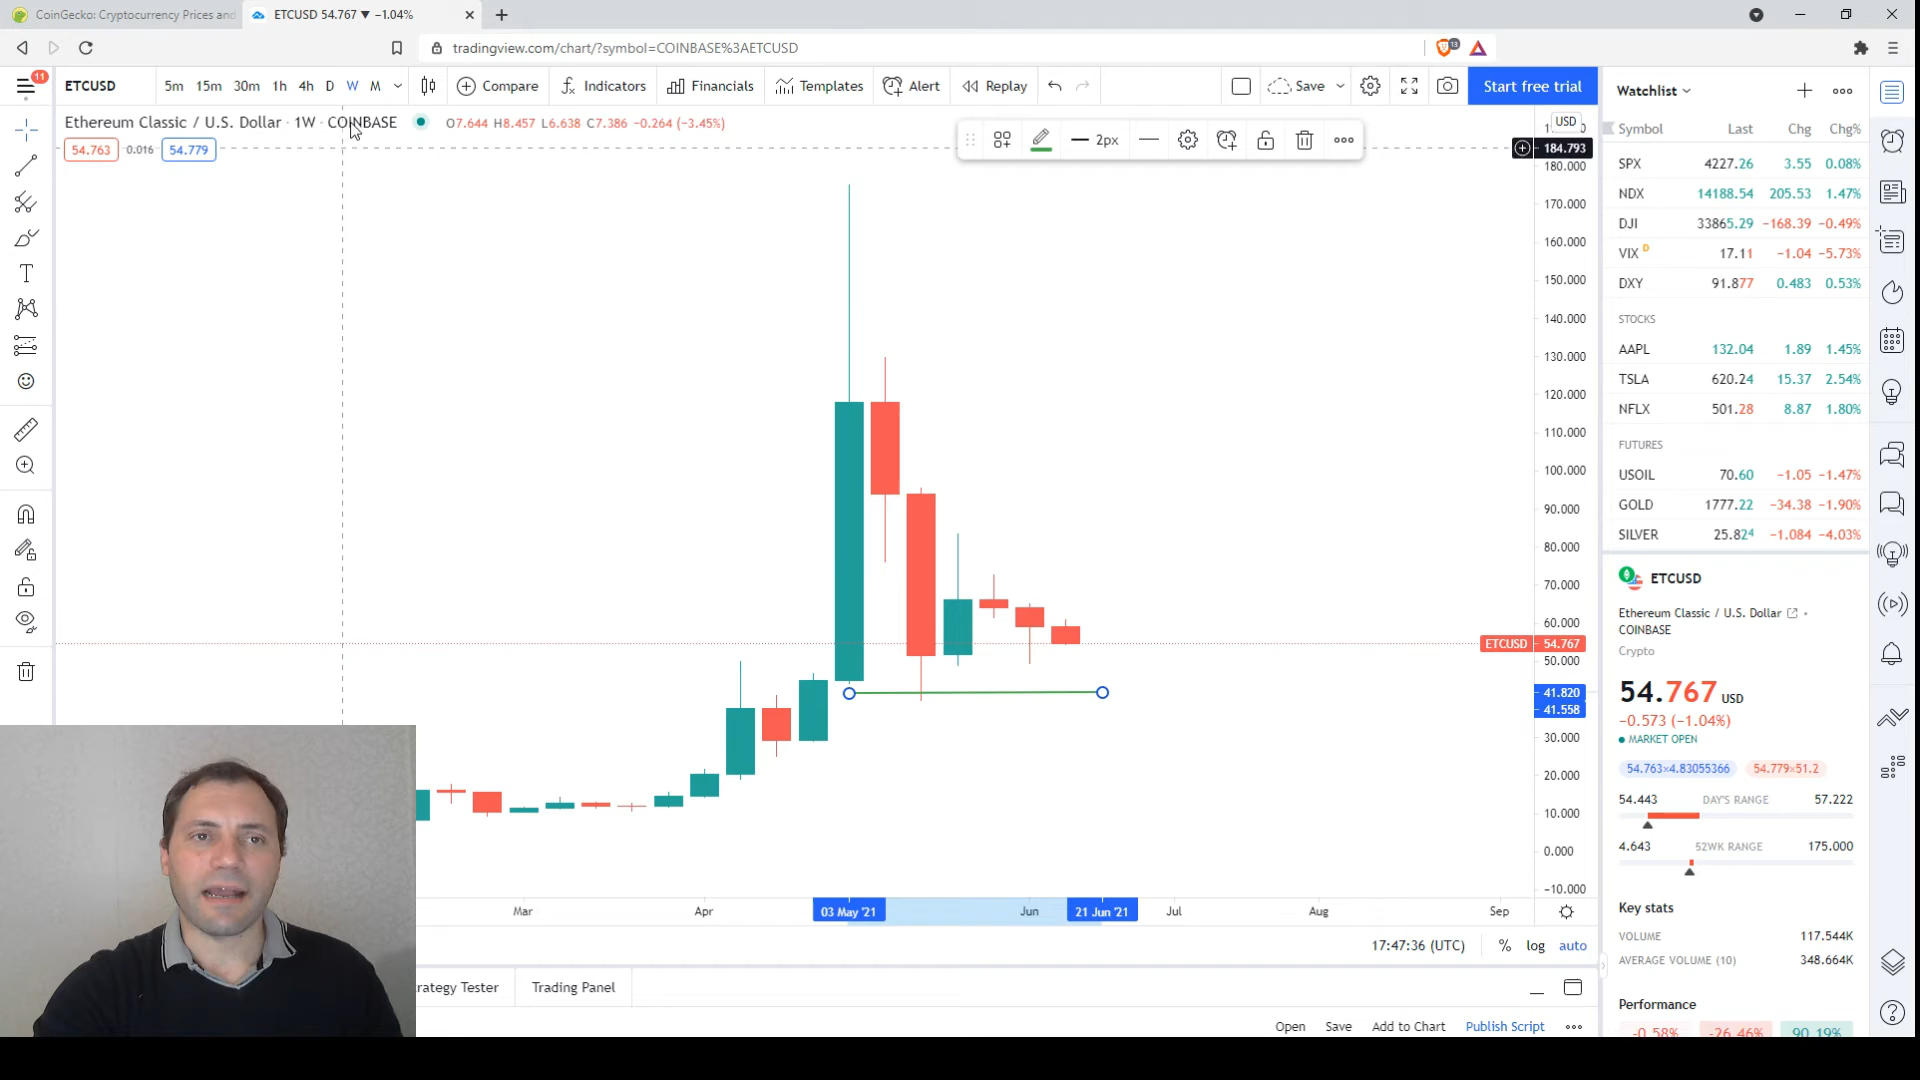 CoinGecko: Cryptocurrency Prices and
ETCUSD 54.767 ▼ −1.04%
tradingview.com/chart/?symbol=COINBASE%3AETCUSD
13
11
ETCUSD
5m 15m 30m 1h 4h D W M
Compare
Indicators
Financials
Templates
Alert
Replay
Save
Start free trial
Ethereum Classic / U.S. Dollar · 1W · COINBASE
O7.644 H8.457 L6.638 C7.386 −0.264 (−3.45%)
54.763 0.016 54.779
2px
USD
184.793
180.000
170.000
160.000
150.000
140.000
130.000
120.000
110.000
100.000
90.000
80.000
70.000
60.000
ETCUSD 54.767
50.000
41.820
41.558
30.000
20.000
10.000
0.000
−10.000
Mar Apr 03 May '21 Jun 21 Jun '21 Jul Aug Sep
17:47:36 (UTC) % log auto
rategy Tester
Trading Panel
Open Save Add to Chart Publish Script
Watchlist
Symbol Last Chg Chg%
SPX 4227.26 3.55 0.08%
NDX 14188.54 205.53 1.47%
DJI 33865.29 −168.39 −0.49%
VIX D 17.11 −1.04 −5.73%
DXY 91.877 0.483 0.53%
STOCKS
AAPL 132.04 1.89 1.45%
TSLA 620.24 15.37 2.54%
NFLX 501.28 8.87 1.80%
FUTURES
USOIL 70.60 −1.05 −1.47%
GOLD 1777.22 −34.38 −1.90%
SILVER 25.824 −1.084 −4.03%
ETCUSD
Ethereum Classic / U.S. Dollar
COINBASE
Crypto
54.767 USD
−0.573 (−1.04%)
MARKET OPEN
54.763×4.83055366 54.779×51.2
54.443 DAY'S RANGE 57.222
4.643 52WK RANGE 175.000
Key stats
VOLUME 117.544K
AVERAGE VOLUME (10) 348.664K
Performance
-0.58% -26.46% 90.19%